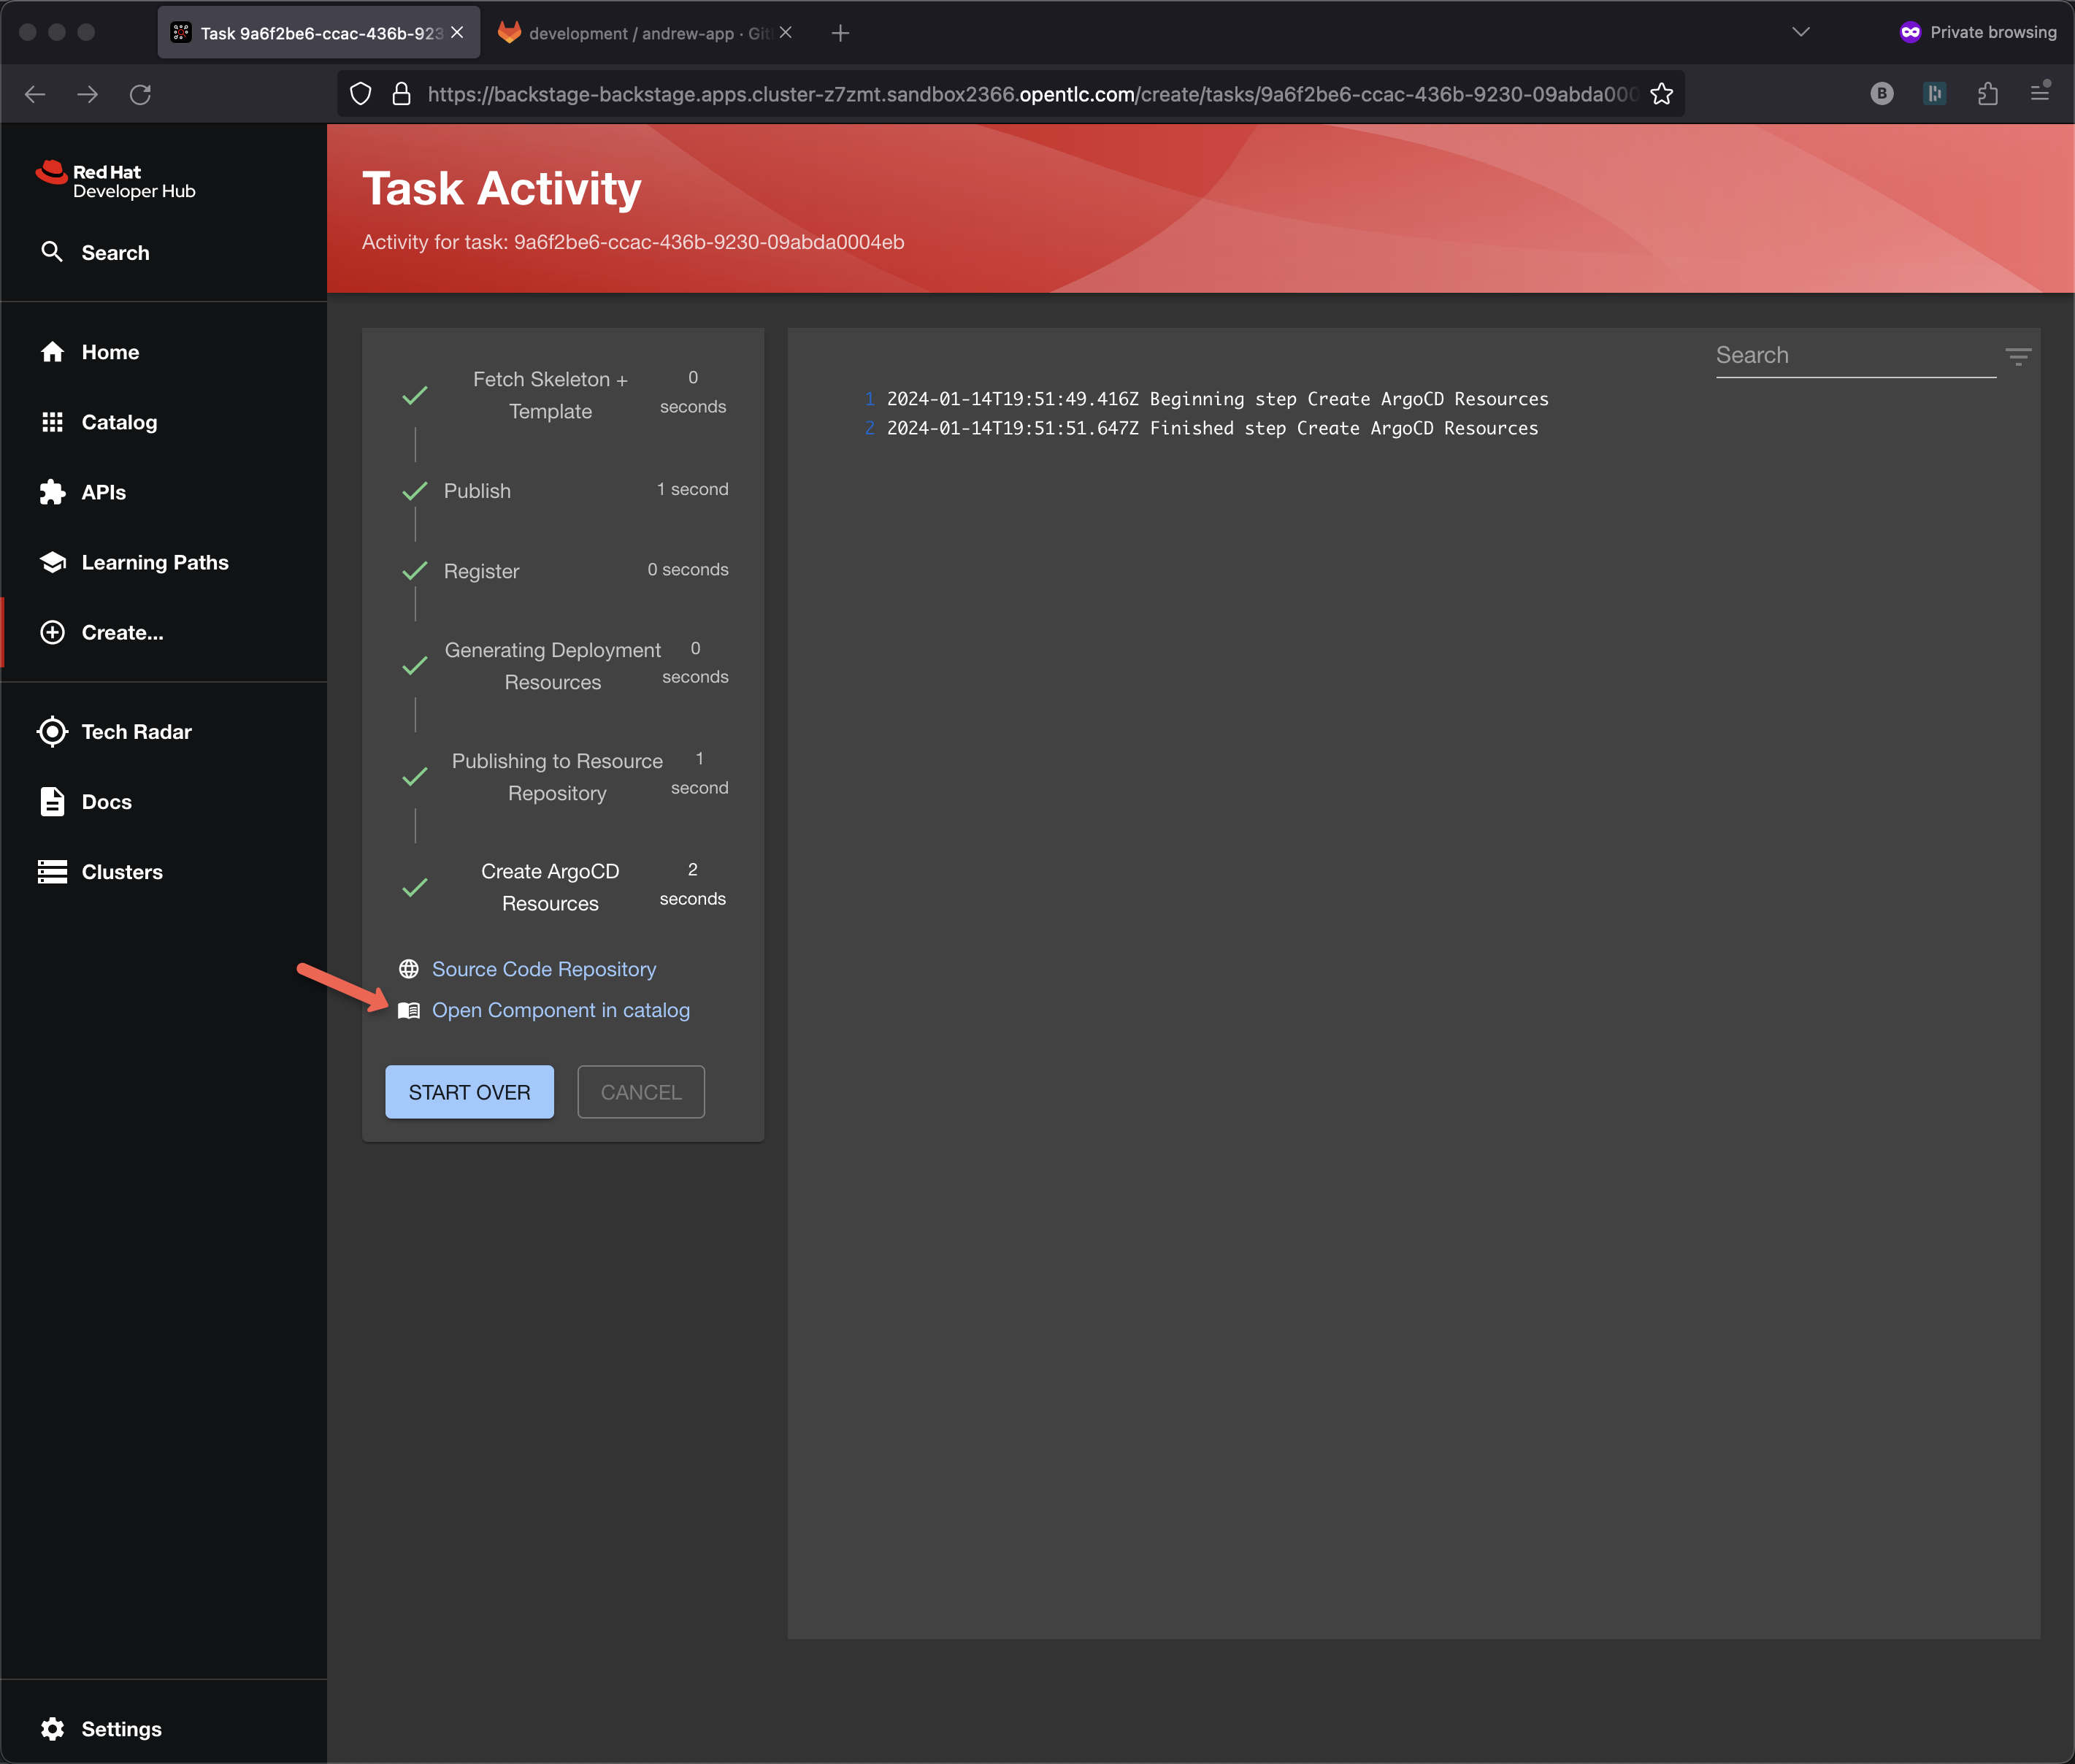 Task 9a6f2be6-ccac-436b-923
development / andrew-app · Git
Private browsing
https://backstage-backstage.apps.cluster-z7zmt.sandbox2366.opentlc.com/create/tasks/9a6f2be6-ccac-436b-9230-09abda000
B
Red Hat
Developer Hub
Search
Home
Catalog
APIs
Learning Paths
Create...
Tech Radar
Docs
Clusters
Settings
Task Activity
Activity for task: 9a6f2be6-ccac-436b-9230-09abda0004eb
Fetch Skeleton +
Template
0
seconds
Publish
1 second
Register
0 seconds
Generating Deployment
Resources
0
seconds
Publishing to Resource
Repository
1
second
Create ArgoCD
Resources
2
seconds
Source Code Repository
Open Component in catalog
START OVER
CANCEL
Search
1 2024-01-14T19:51:49.416Z Beginning step Create ArgoCD Resources
2 2024-01-14T19:51:51.647Z Finished step Create ArgoCD Resources